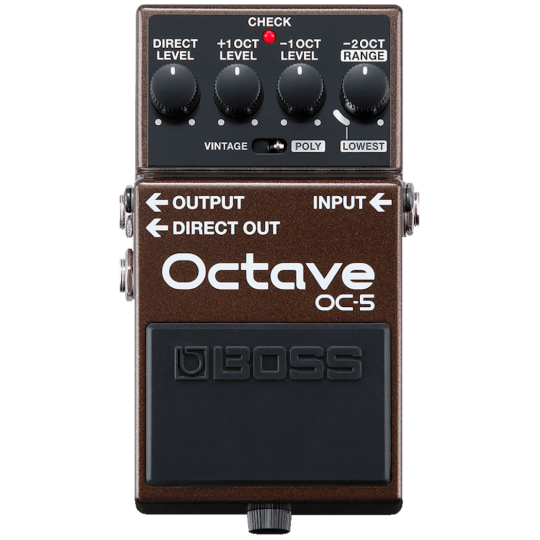 CHECK
DIRECT LEVEL
+1 OCT LEVEL
−1 OCT LEVEL
−2 OCT RANGE
VINTAGE POLY LOWEST
← OUTPUT INPUT ←
← DIRECT OUT
Octave
OC-5
BOSS